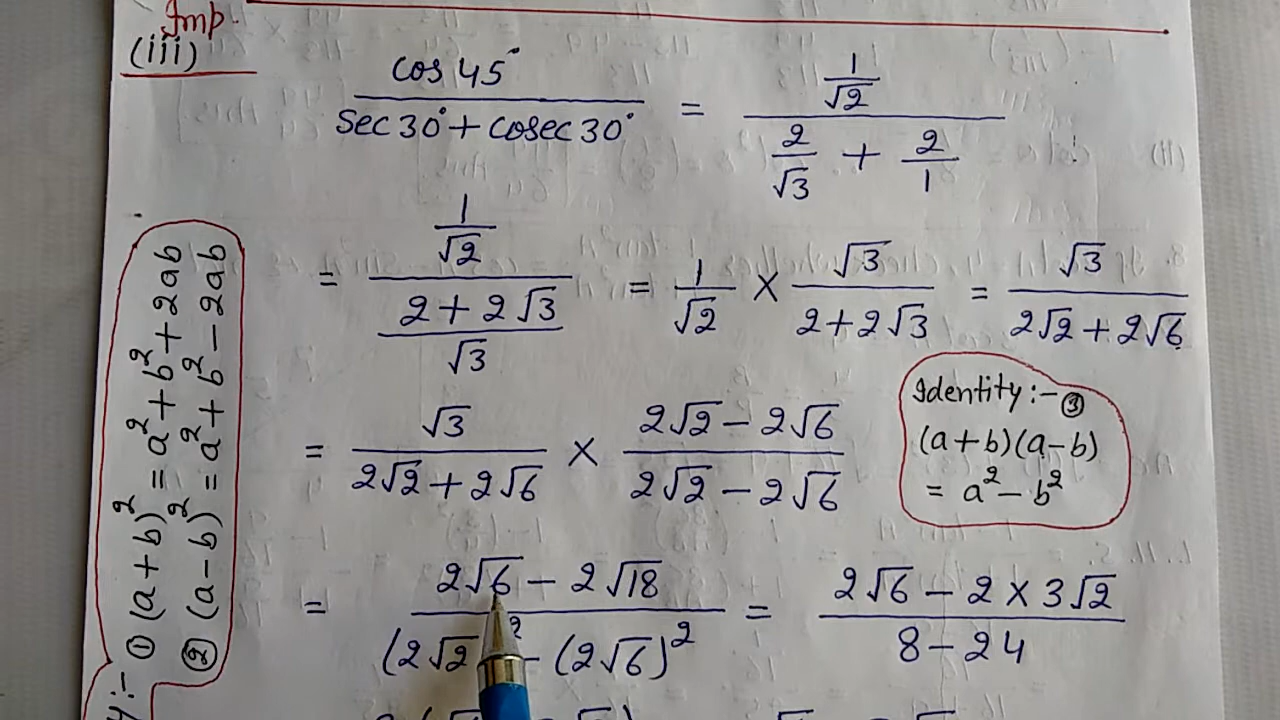 Imp.
(iii)
cos 45° / sec 30° + cosec 30° = 1/√2 / 2/√3 + 2/1
= 1/√2 / 2 + 2√3/√3 = 1/√2 × √3 / 2 + 2√3 = √3 / 2√2 + 2√6
= √3 / 2√2 + 2√6 × 2√2 − 2√6 / 2√2 − 2√6
Identity :- ③
(a + b)(a − b)
= a² − b²
= 2√6 − 2√18 / (2√2)² − (2√6)² = 2√6 − 2 × 3√2 / 8 − 24
① (a + b)² = a² + b² + 2ab
② (a − b)² = a² + b² − 2ab